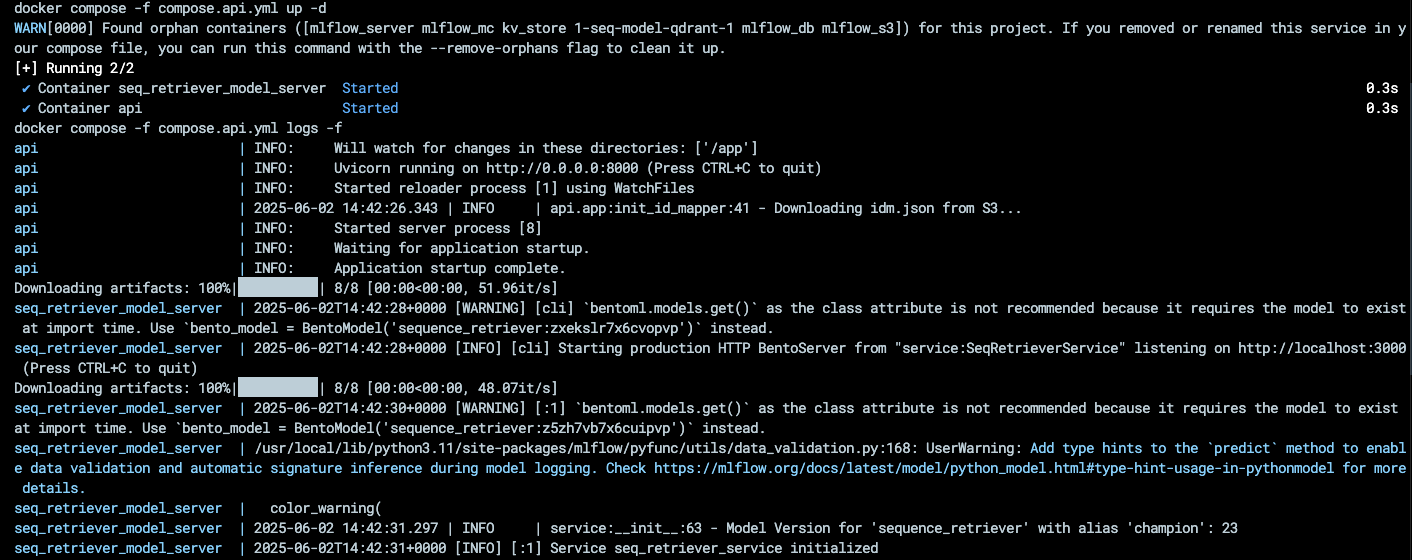 docker compose -f compose.api.yml up -d
WARN[0000] Found orphan containers ([mlflow_server mlflow_mc kv_store 1-seq-model-qdrant-1 mlflow_db mlflow_s3]) for this project. If you removed or renamed this service in y
our compose file, you can run this command with the --remove-orphans flag to clean it up.
[+] Running 2/2
✔ Container seq_retriever_model_server  Started  0.3s
✔ Container api  Started  0.3s
docker compose -f compose.api.yml logs -f
api                         | INFO:     Will watch for changes in these directories: ['/app']
api                         | INFO:     Uvicorn running on http://0.0.0.0:8000 (Press CTRL+C to quit)
api                         | INFO:     Started reloader process [1] using WatchFiles
api                         | 2025-06-02 14:42:26.343 | INFO     | api.app:init_id_mapper:41 - Downloading idm.json from S3...
api                         | INFO:     Started server process [8]
api                         | INFO:     Waiting for application startup.
api                         | INFO:     Application startup complete.
Downloading artifacts: 100%|██████████| 8/8 [00:00<00:00, 51.96it/s]
seq_retriever_model_server  | 2025-06-02T14:42:28+0000 [WARNING] [cli] `bentoml.models.get()` as the class attribute is not recommended because it requires the model to exist
at import time. Use `bento_model = BentoModel('sequence_retriever:zxekslr7x6cvopvp')` instead.
seq_retriever_model_server  | 2025-06-02T14:42:28+0000 [INFO] [cli] Starting production HTTP BentoServer from "service:SeqRetrieverService" listening on http://localhost:3000
(Press CTRL+C to quit)
Downloading artifacts: 100%|██████████| 8/8 [00:00<00:00, 48.07it/s]
seq_retriever_model_server  | 2025-06-02T14:42:30+0000 [WARNING] [:1] `bentoml.models.get()` as the class attribute is not recommended because it requires the model to exist
at import time. Use `bento_model = BentoModel('sequence_retriever:z5zh7vb7x6cuipvp')` instead.
seq_retriever_model_server  | /usr/local/lib/python3.11/site-packages/mlflow/pyfunc/utils/data_validation.py:168: UserWarning: Add type hints to the `predict` method to enabl
e data validation and automatic signature inference during model logging. Check https://mlflow.org/docs/latest/model/python_model.html#type-hint-usage-in-pythonmodel for more
details.
seq_retriever_model_server  |   color_warning(
seq_retriever_model_server  | 2025-06-02 14:42:31.297 | INFO     | service:__init__:63 - Model Version for 'sequence_retriever' with alias 'champion': 23
seq_retriever_model_server  | 2025-06-02T14:42:31+0000 [INFO] [:1] Service seq_retriever_service initialized